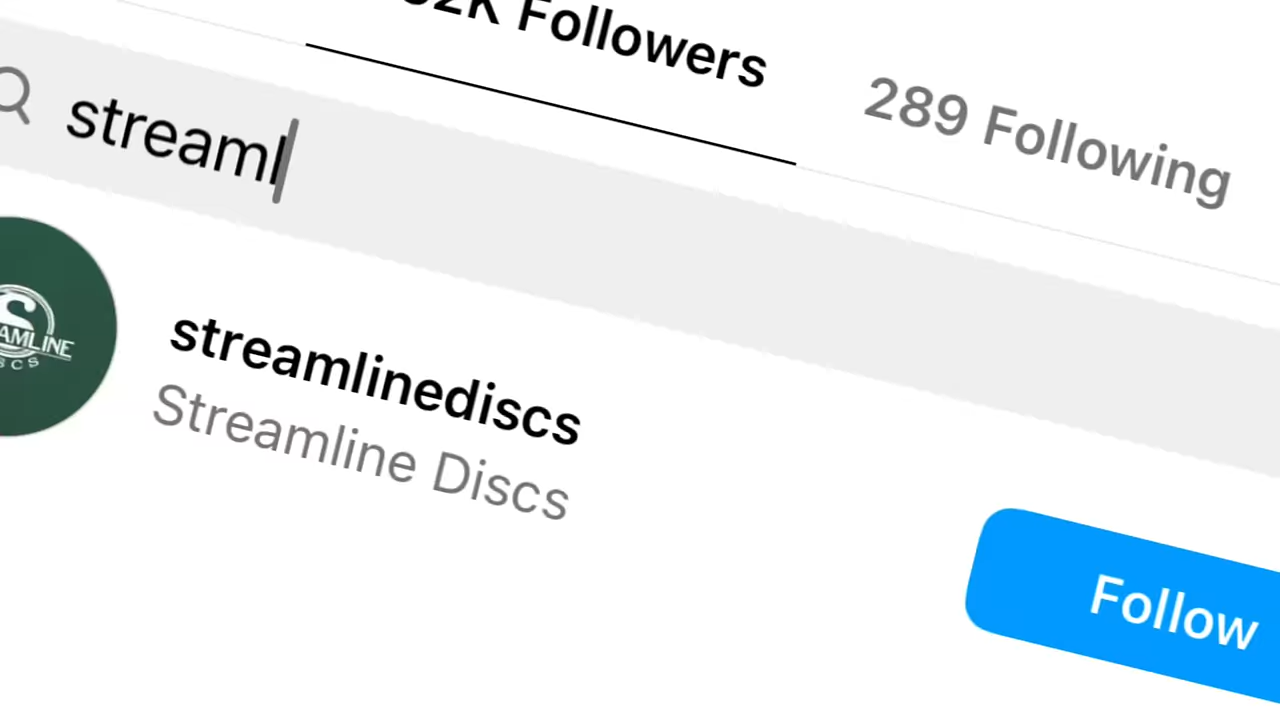 Followers
289 Following
streaml
streamlinediscs
Streamline Discs
Follow